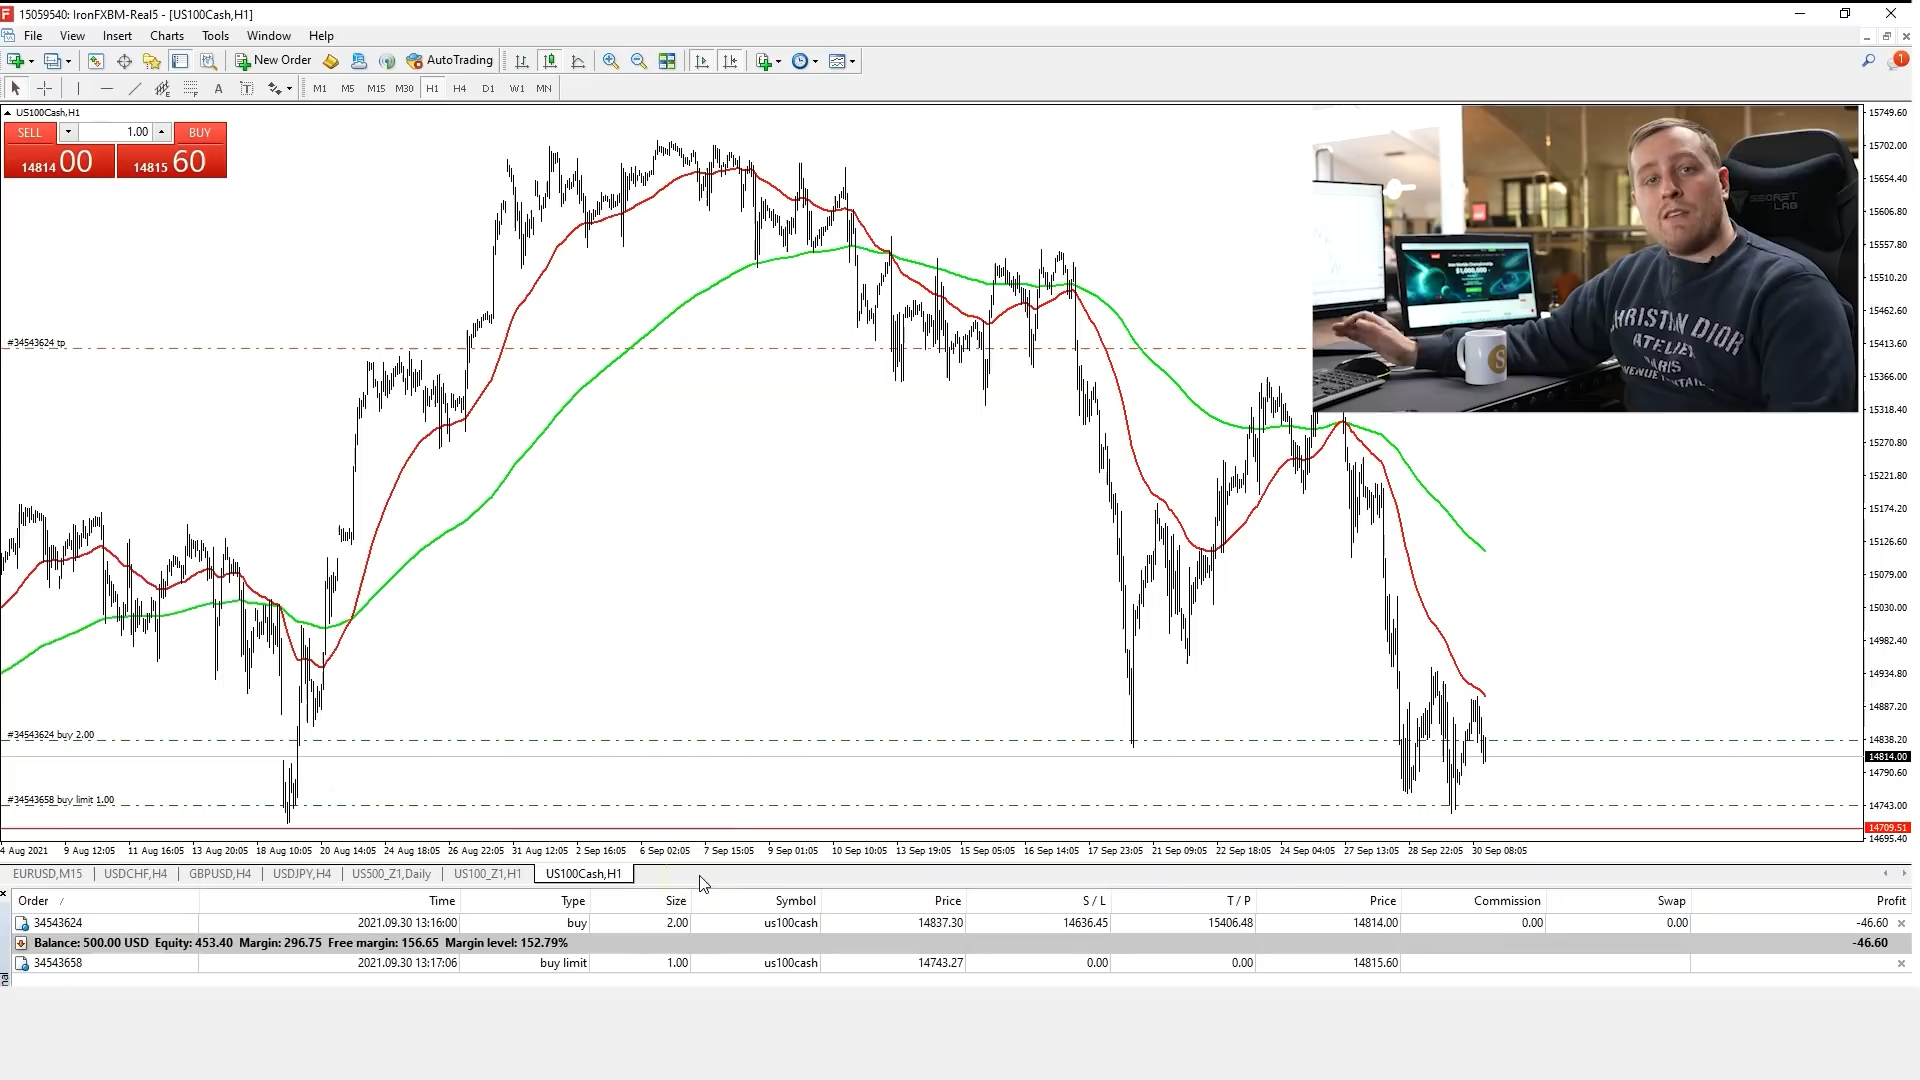 15059540: IronFXBM-Real5 - [US100Cash,H1]
File View Insert Charts Tools Window Help
New Order AutoTrading 1
A T M1 M5 M15 M30 H1 H4 D1 W1 MN
US100Cash,H1
SELL 1.00 BUY
14814 00 14815 60
SECRET LAB
$1,000,000
CHRISTIAN DIOR
ATELIER
PARIS
S
#34543624 tp
#34543624 buy 2.00
#34543658 buy limit 1.00
15749.60
15702.00
15654.40
15606.80
15557.80
15510.20
15462.60
15413.60
15366.00
15318.40
15270.80
15221.80
15174.20
15126.60
15079.00
15030.00
14982.40
14934.80
14887.20
14838.20
14814.00
14790.60
14743.00
14709.51
14695.40
4 Aug 2021 9 Aug 12:05 11 Aug 16:05 13 Aug 20:05 18 Aug 10:05 20 Aug 14:05 24 Aug 18:05 26 Aug 22:05 31 Aug 12:05 2 Sep 16:05 6 Sep 02:05 7 Sep 15:05 9 Sep 01:05 10 Sep 10:05 13 Sep 19:05 15 Sep 05:05 16 Sep 14:05 17 Sep 23:05 21 Sep 09:05 22 Sep 18:05 24 Sep 04:05 27 Sep 13:05 28 Sep 22:05 30 Sep 08:05
EURUSD,M15 USDCHF,H4 GBPUSD,H4 USDJPY,H4 US500_Z1,Daily US100_Z1,H1 US100Cash,H1
Order / Time Type Size Symbol Price S / L T / P Price Commission Swap Profit
34543624 2021.09.30 13:16:00 buy 2.00 us100cash 14837.30 14636.45 15406.48 14814.00 0.00 0.00 -46.60
Balance: 500.00 USD Equity: 453.40 Margin: 296.75 Free margin: 156.65 Margin level: 152.79% -46.60
34543658 2021.09.30 13:17:06 buy limit 1.00 us100cash 14743.27 0.00 0.00 14815.60